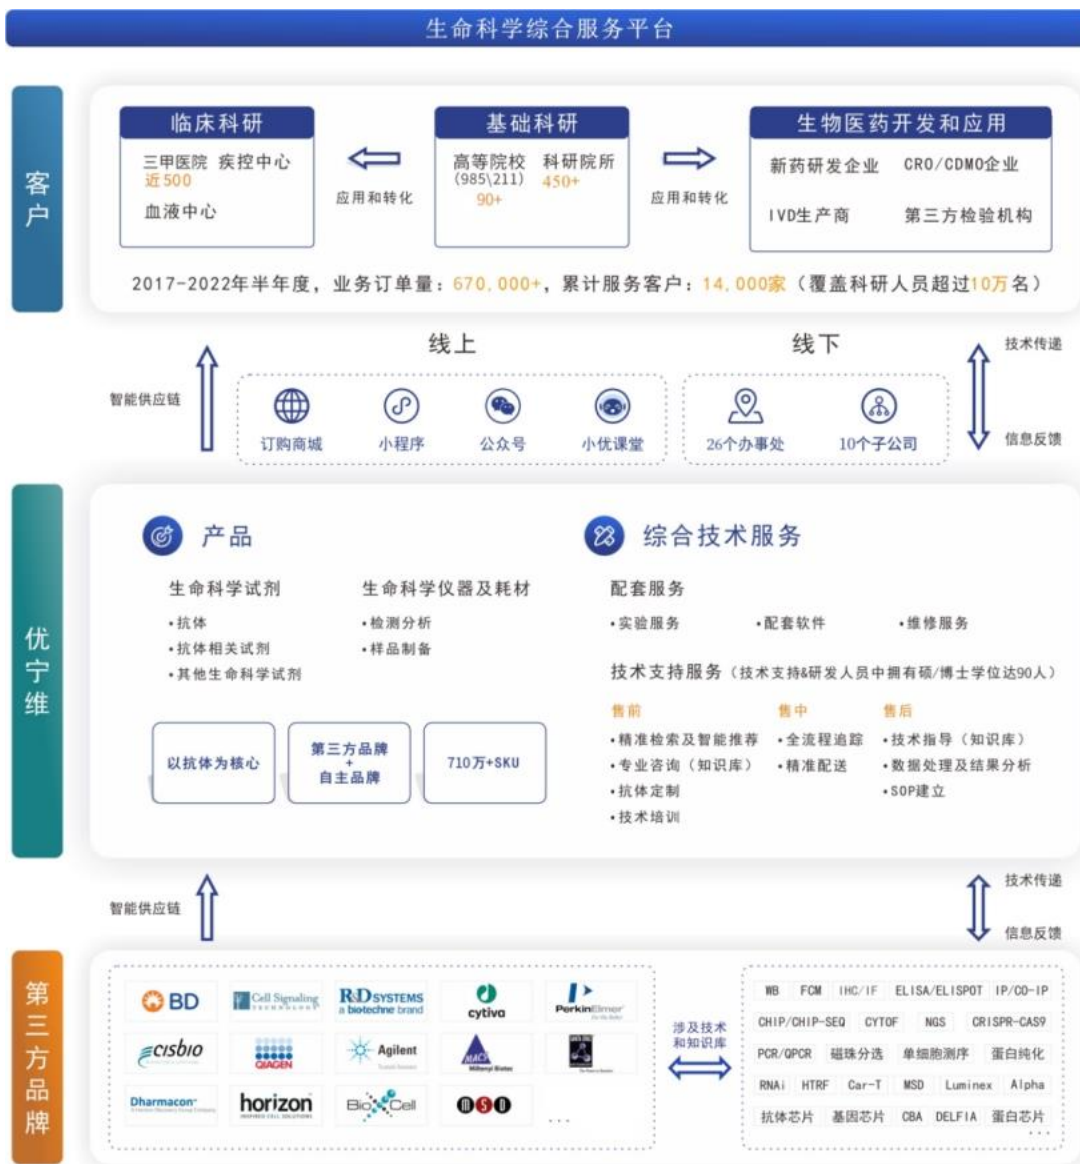 生命科学综合服务平台
客户
临床科研
三甲医院 疾控中心
近500
血液中心
应用和转化
基础科研
高等院校 科研院所
(985\211) 450+
90+
应用和转化
生物医药开发和应用
新药研发企业 CRO/CDMO企业
IVD生产商 第三方检验机构
2017-2022年半年度，业务订单量：670,000+，累计服务客户：14,000家（覆盖科研人员超过10万名）
智能供应链
线上
订购商城 小程序 公众号 小优课堂
线下
26个办事处 10个子公司
技术传递
信息反馈
优宁维
产品
生命科学试剂
•抗体
•抗体相关试剂
•其他生命科学试剂
生命科学仪器及耗材
•检测分析
•样品制备
以抗体为核心
第三方品牌
+
自主品牌
710万+SKU
综合技术服务
配套服务
•实验服务 •配套软件 •维修服务
技术支持服务（技术支持&研发人员中拥有硕/博士学位达90人）
售前
•精准检索及智能推荐
•专业咨询（知识库）
•抗体定制
•技术培训
售中
•全流程追踪
•精准配送
售后
•技术指导（知识库）
•数据处理及结果分析
•SOP建立
智能供应链
技术传递
信息反馈
第三方品牌
BD
Cell Signaling
TECHNOLOGY
R&D SYSTEMS
a biotechne brand
cytiva
PerkinElmer
For the Better
cisbio
QIAGEN
Agilent
Trusted Answers
MACS
Miltenyi Biotec
Dharmacon
horizon
INSPIRED CELL SOLUTIONS
BioXCell
MSD
...
涉及技术
和知识库
WB FCM IHC/IF ELISA/ELISPOT IP/CO-IP
CHIP/CHIP-SEQ CYTOF NGS CRISPR-CAS9
PCR/QPCR 磁珠分选 单细胞测序 蛋白纯化
RNAi HTRF Car-T MSD Luminex Alpha
抗体芯片 基因芯片 CBA DELFIA 蛋白芯片
...